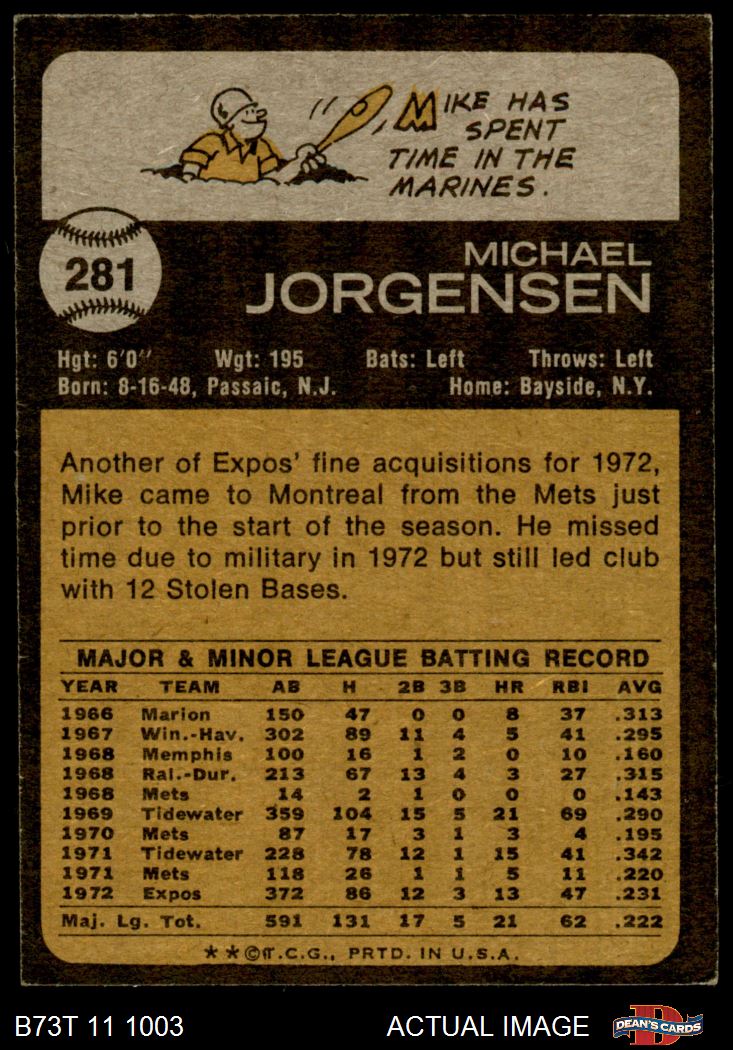 MIKE HAS
SPENT
TIME IN THE
MARINES.
281
MICHAEL
JORGENSEN
Hgt: 6'0" Wgt: 195 Bats: Left Throws: Left
Born: 8-16-48, Passaic, N.J. Home: Bayside, N.Y.
Another of Expos' fine acquisitions for 1972,
Mike came to Montreal from the Mets just
prior to the start of the season. He missed
time due to military in 1972 but still led club
with 12 Stolen Bases.
MAJOR & MINOR LEAGUE BATTING RECORD
YEAR TEAM AB H 2B 3B HR RBI AVG
1966 Marion 150 47 0 0 8 37 .313
1967 Win.-Hav. 302 89 11 4 5 41 .295
1968 Memphis 100 16 1 2 0 10 .160
1968 Ral.-Dur. 213 67 13 4 3 27 .315
1968 Mets 14 2 1 0 0 0 .143
1969 Tidewater 359 104 15 5 21 69 .290
1970 Mets 87 17 3 1 3 4 .195
1971 Tidewater 228 78 12 1 15 41 .342
1971 Mets 118 26 1 1 5 11 .220
1972 Expos 372 86 12 3 13 47 .231
Maj. Lg. Tot. 591 131 17 5 21 62 .222
**©T.C.G., PRTD. IN U.S.A.
B73T 11 1003 ACTUAL IMAGE D DEAN'S CARDS